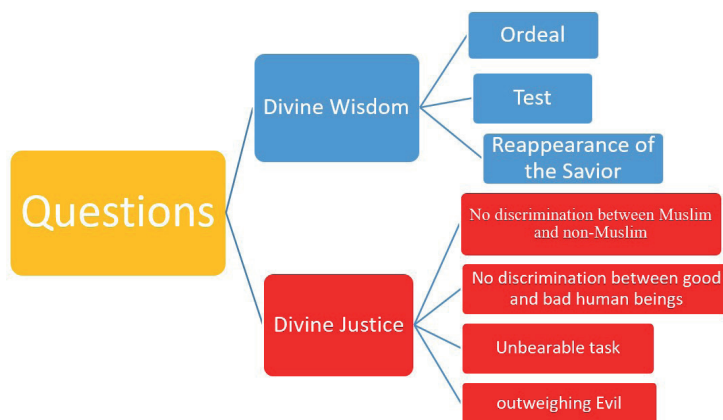 Questions
Divine Wisdom
Ordeal
Test
Reappearance of
the Savior
Divine Justice
No discrimination between Muslim
and non-Muslim
No discrimination between good
and bad human beings
Unbearable task
outweighing Evil